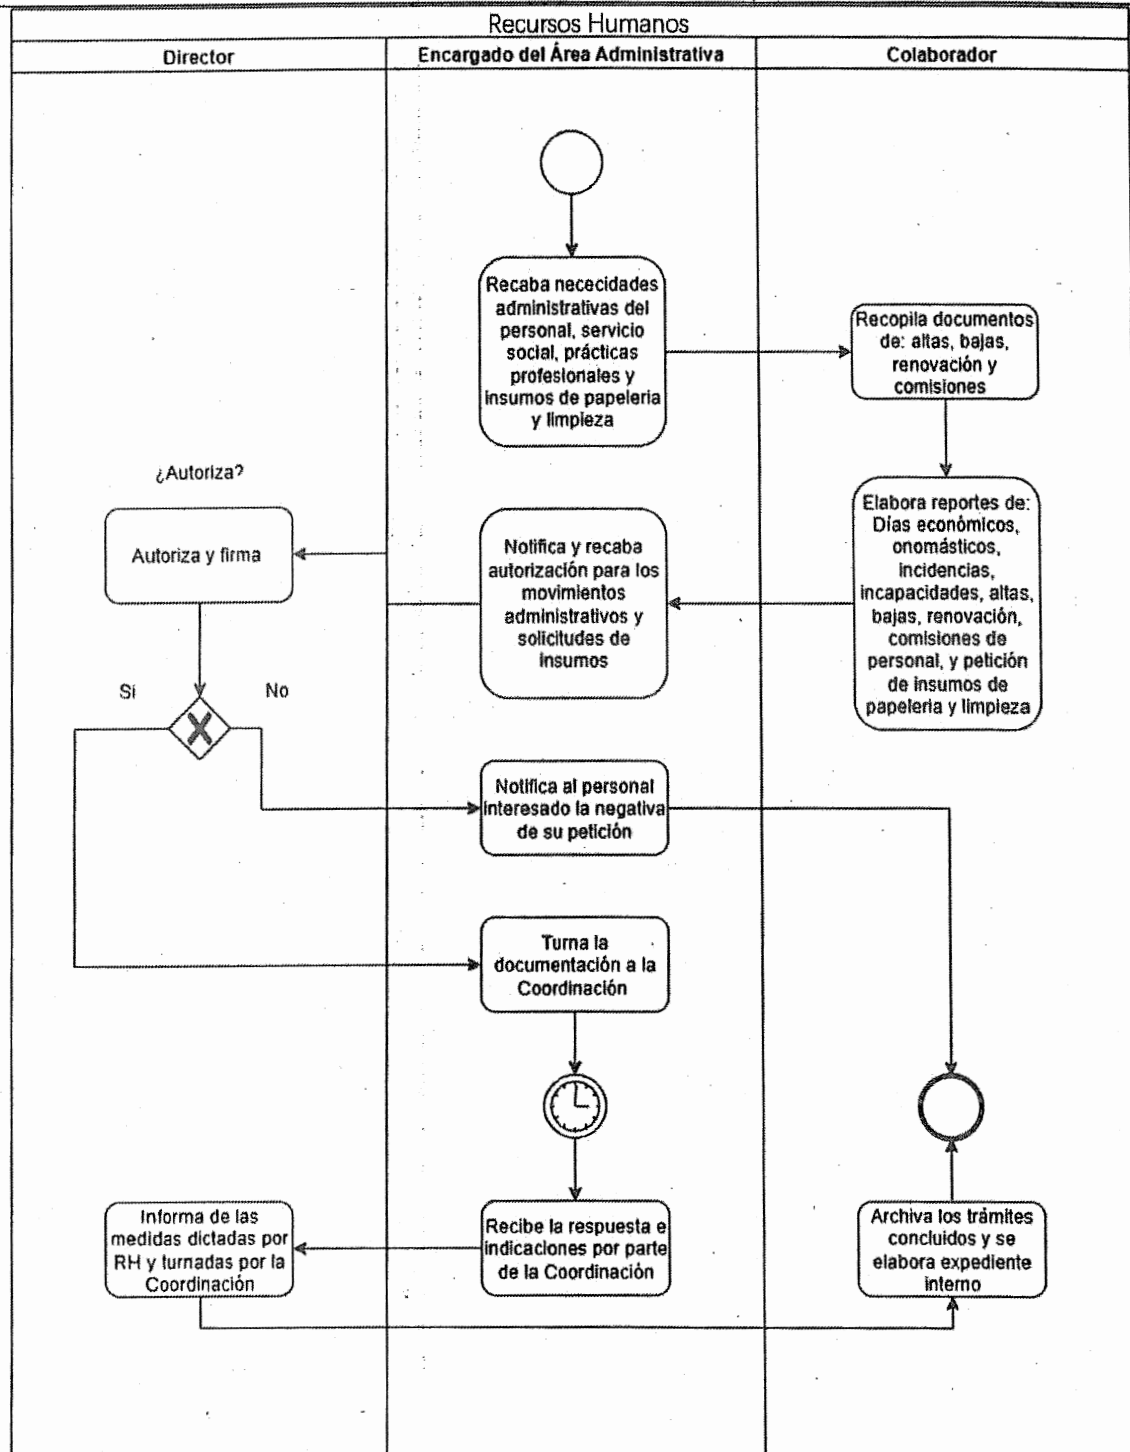 Recursos Humanos
Director
Encargado del Área Administrativa
Colaborador
Recaba nececidades
administrativas del
personal, servicio
social, prácticas
profesionales y
insumos de papeleria
y limpieza
Recopila documentos
de: altas, bajas,
renovación y
comisiones
Elabora reportes de:
Días económicos,
onomásticos,
incidencias,
incapacidades, altas,
bajas, renovación,
comisiones de
personal, y petición
de insumos de
papeleria y limpieza
Notifica y recaba
autorización para los
movimientos
administrativos y
solicitudes de
insumos
¿Autoriza?
Autoriza y firma
Si
No
Notifica al personal
interesado la negativa
de su petición
Turna la
documentación a la
Coordinación
Recibe la respuesta e
indicaciones por parte
de la Coordinación
Informa de las
medidas dictadas por
RH y turnadas por la
Coordinación
Archiva los trámites
concluidos y se
elabora expediente
interno